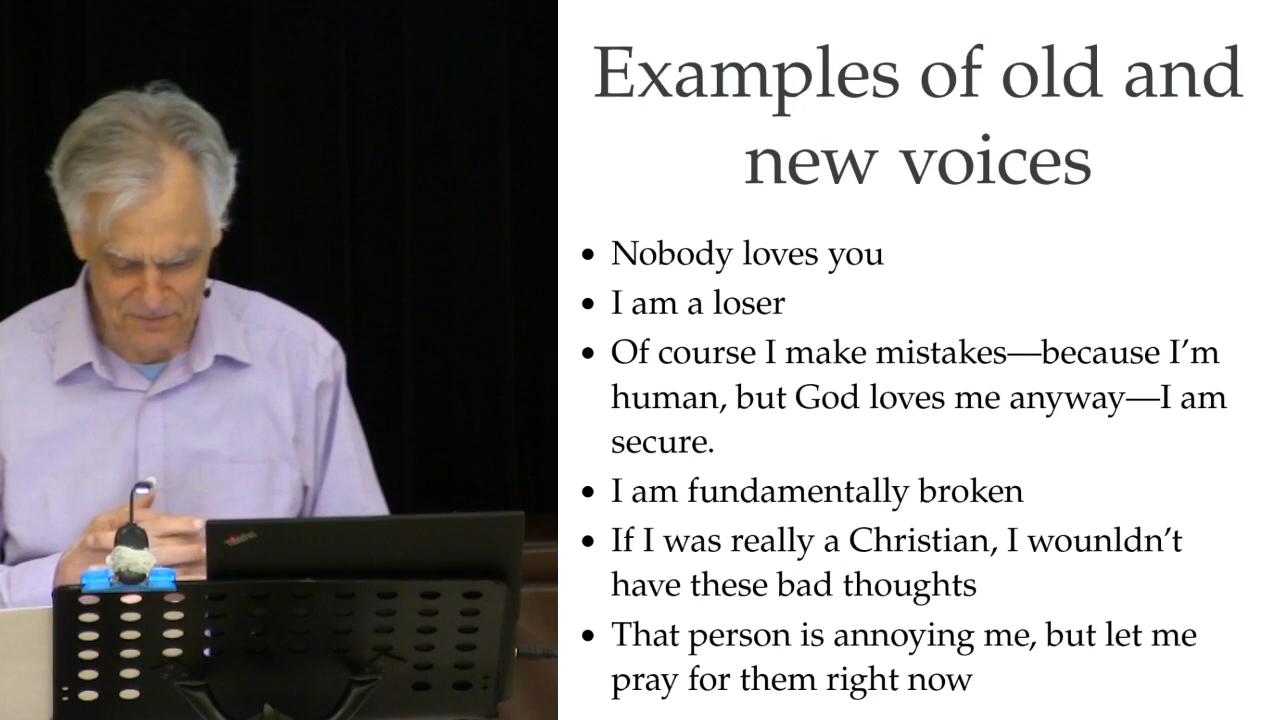 Examples of old and
new voices
• Nobody loves you
• I am a loser
• Of course I make mistakes—because I'm
human, but God loves me anyway—I am
secure.
• I am fundamentally broken
• If I was really a Christian, I wounldn't
have these bad thoughts
• That person is annoying me, but let me
pray for them right now